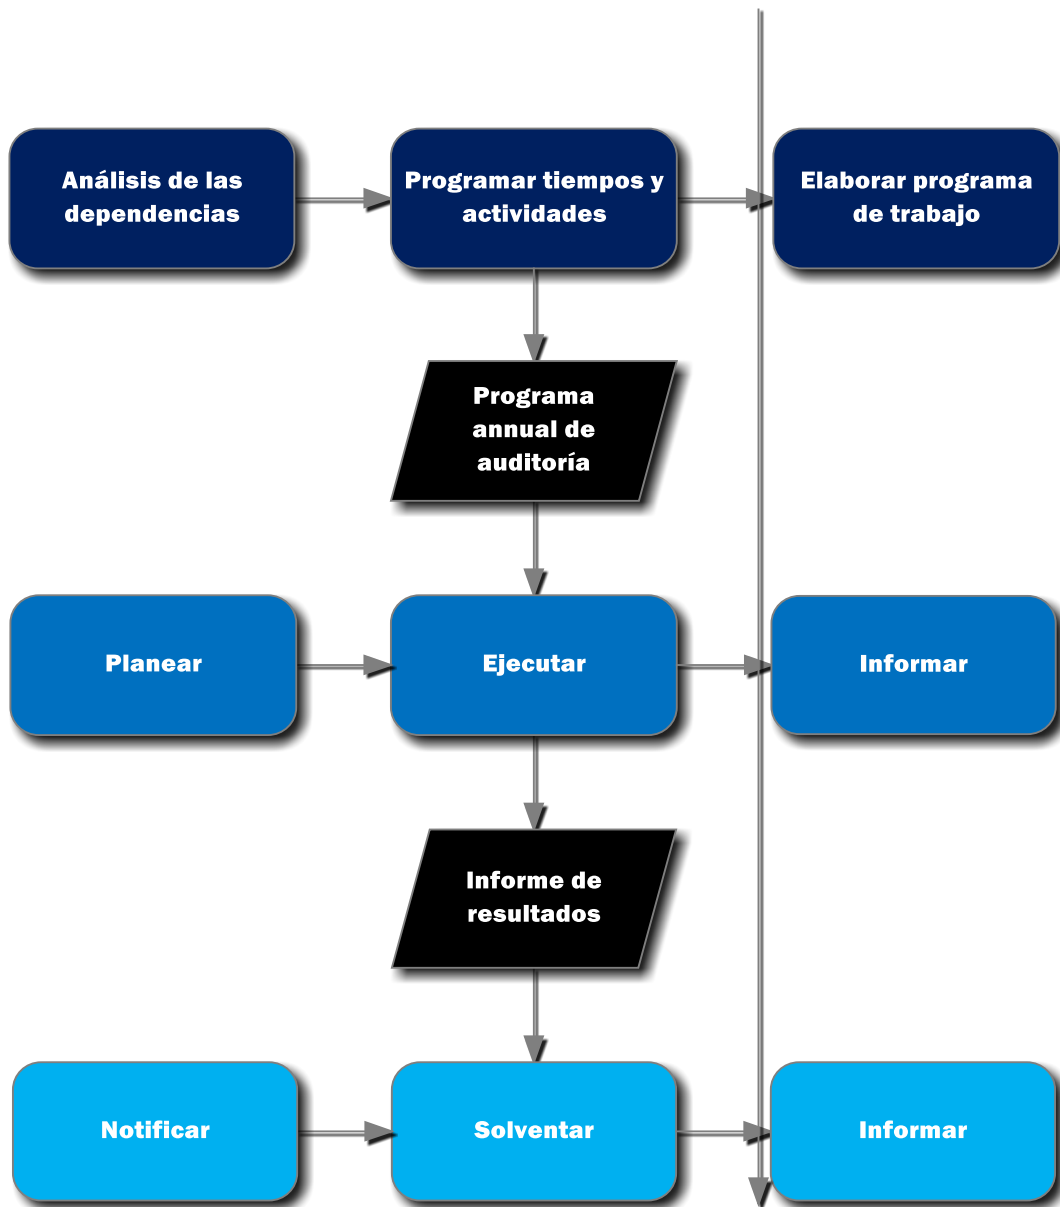 Análisis de las
dependencias
Programar tiempos y
actividades
Elaborar programa
de trabajo
Programa
annual de
auditoría
Planear
Ejecutar
Informar
Informe de
resultados
Notificar
Solventar
Informar